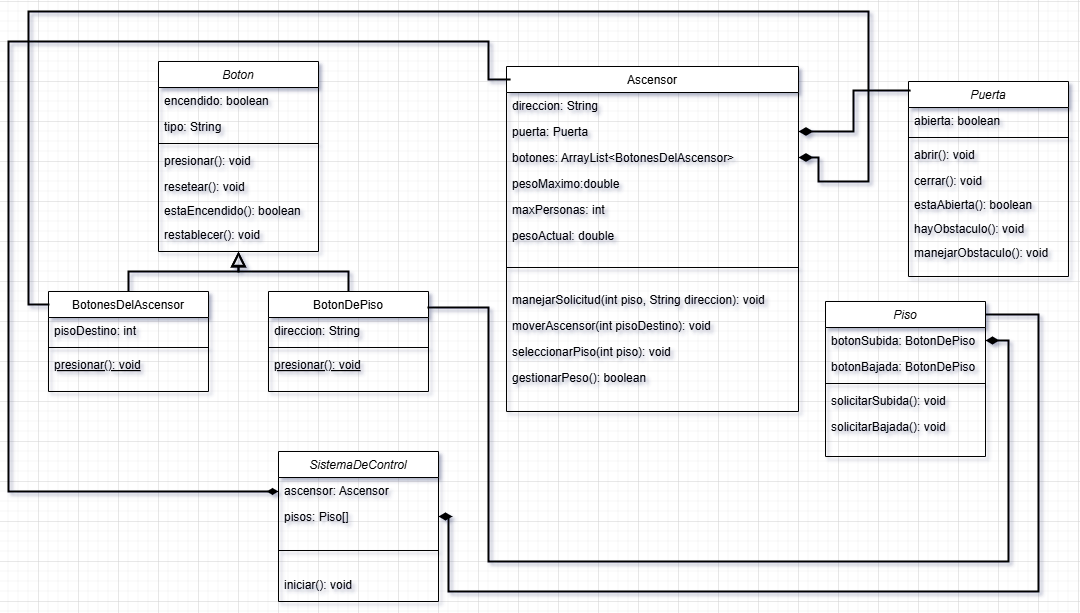 Boton
encendido: boolean
tipo: String
presionar(): void
resetear(): void
estaEncendido(): boolean
restablecer(): void
Ascensor
direccion: String
puerta: Puerta
botones: ArrayList<BotonesDelAscensor>
pesoMaximo:double
maxPersonas: int
pesoActual: double
manejarSolicitud(int piso, String direccion): void
moverAscensor(int pisoDestino): void
seleccionarPiso(int piso): void
gestionarPeso(): boolean
Puerta
abierta: boolean
abrir(): void
cerrar(): void
estaAbierta(): boolean
hayObstaculo(): void
manejarObstaculo(): void
BotonesDelAscensor
pisoDestino: int
presionar(): void
BotonDePiso
direccion: String
presionar(): void
Piso
botonSubida: BotonDePiso
botonBajada: BotonDePiso
solicitarSubida(): void
solicitarBajada(): void
SistemaDeControl
ascensor: Ascensor
pisos: Piso[]
iniciar(): void